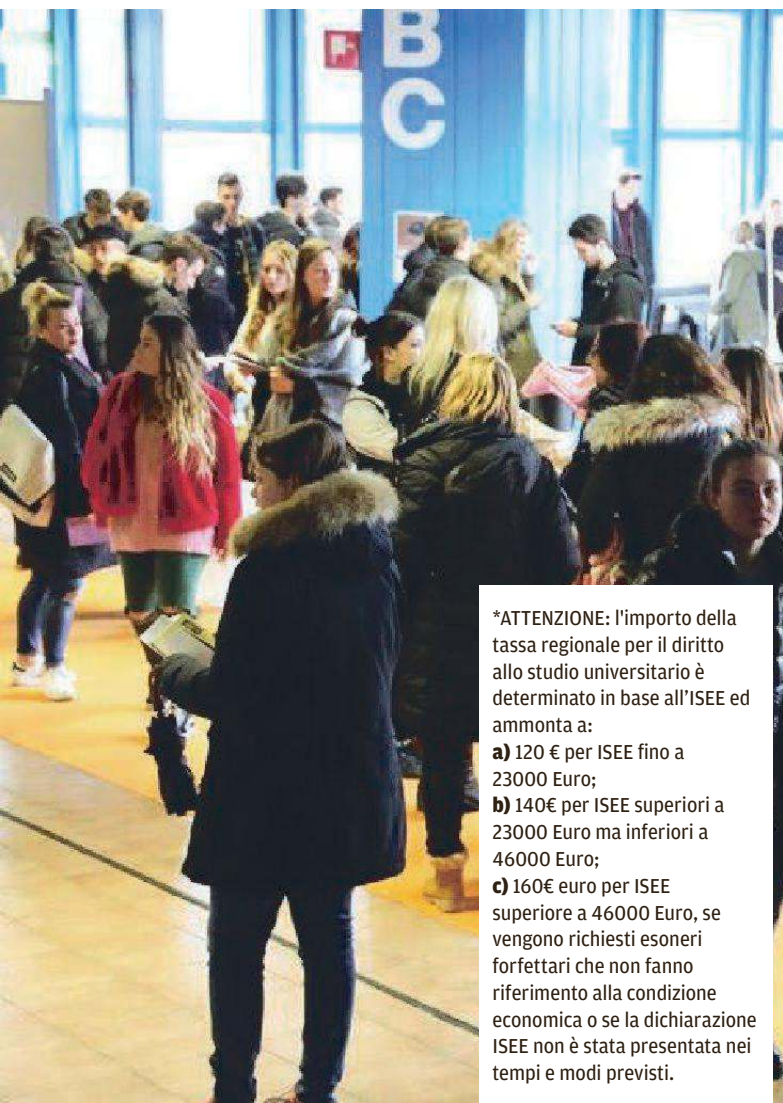 B
C
*ATTENZIONE: l'importo della
tassa regionale per il diritto
allo studio universitario è
determinato in base all'ISEE ed
ammonta a:
a) 120 € per ISEE fino a
23000 Euro;
b) 140€ per ISEE superiori a
23000 Euro ma inferiori a
46000 Euro;
c) 160€ euro per ISEE
superiore a 46000 Euro, se
vengono richiesti esoneri
forfettari che non fanno
riferimento alla condizione
economica o se la dichiarazione
ISEE non è stata presentata nei
tempi e modi previsti.